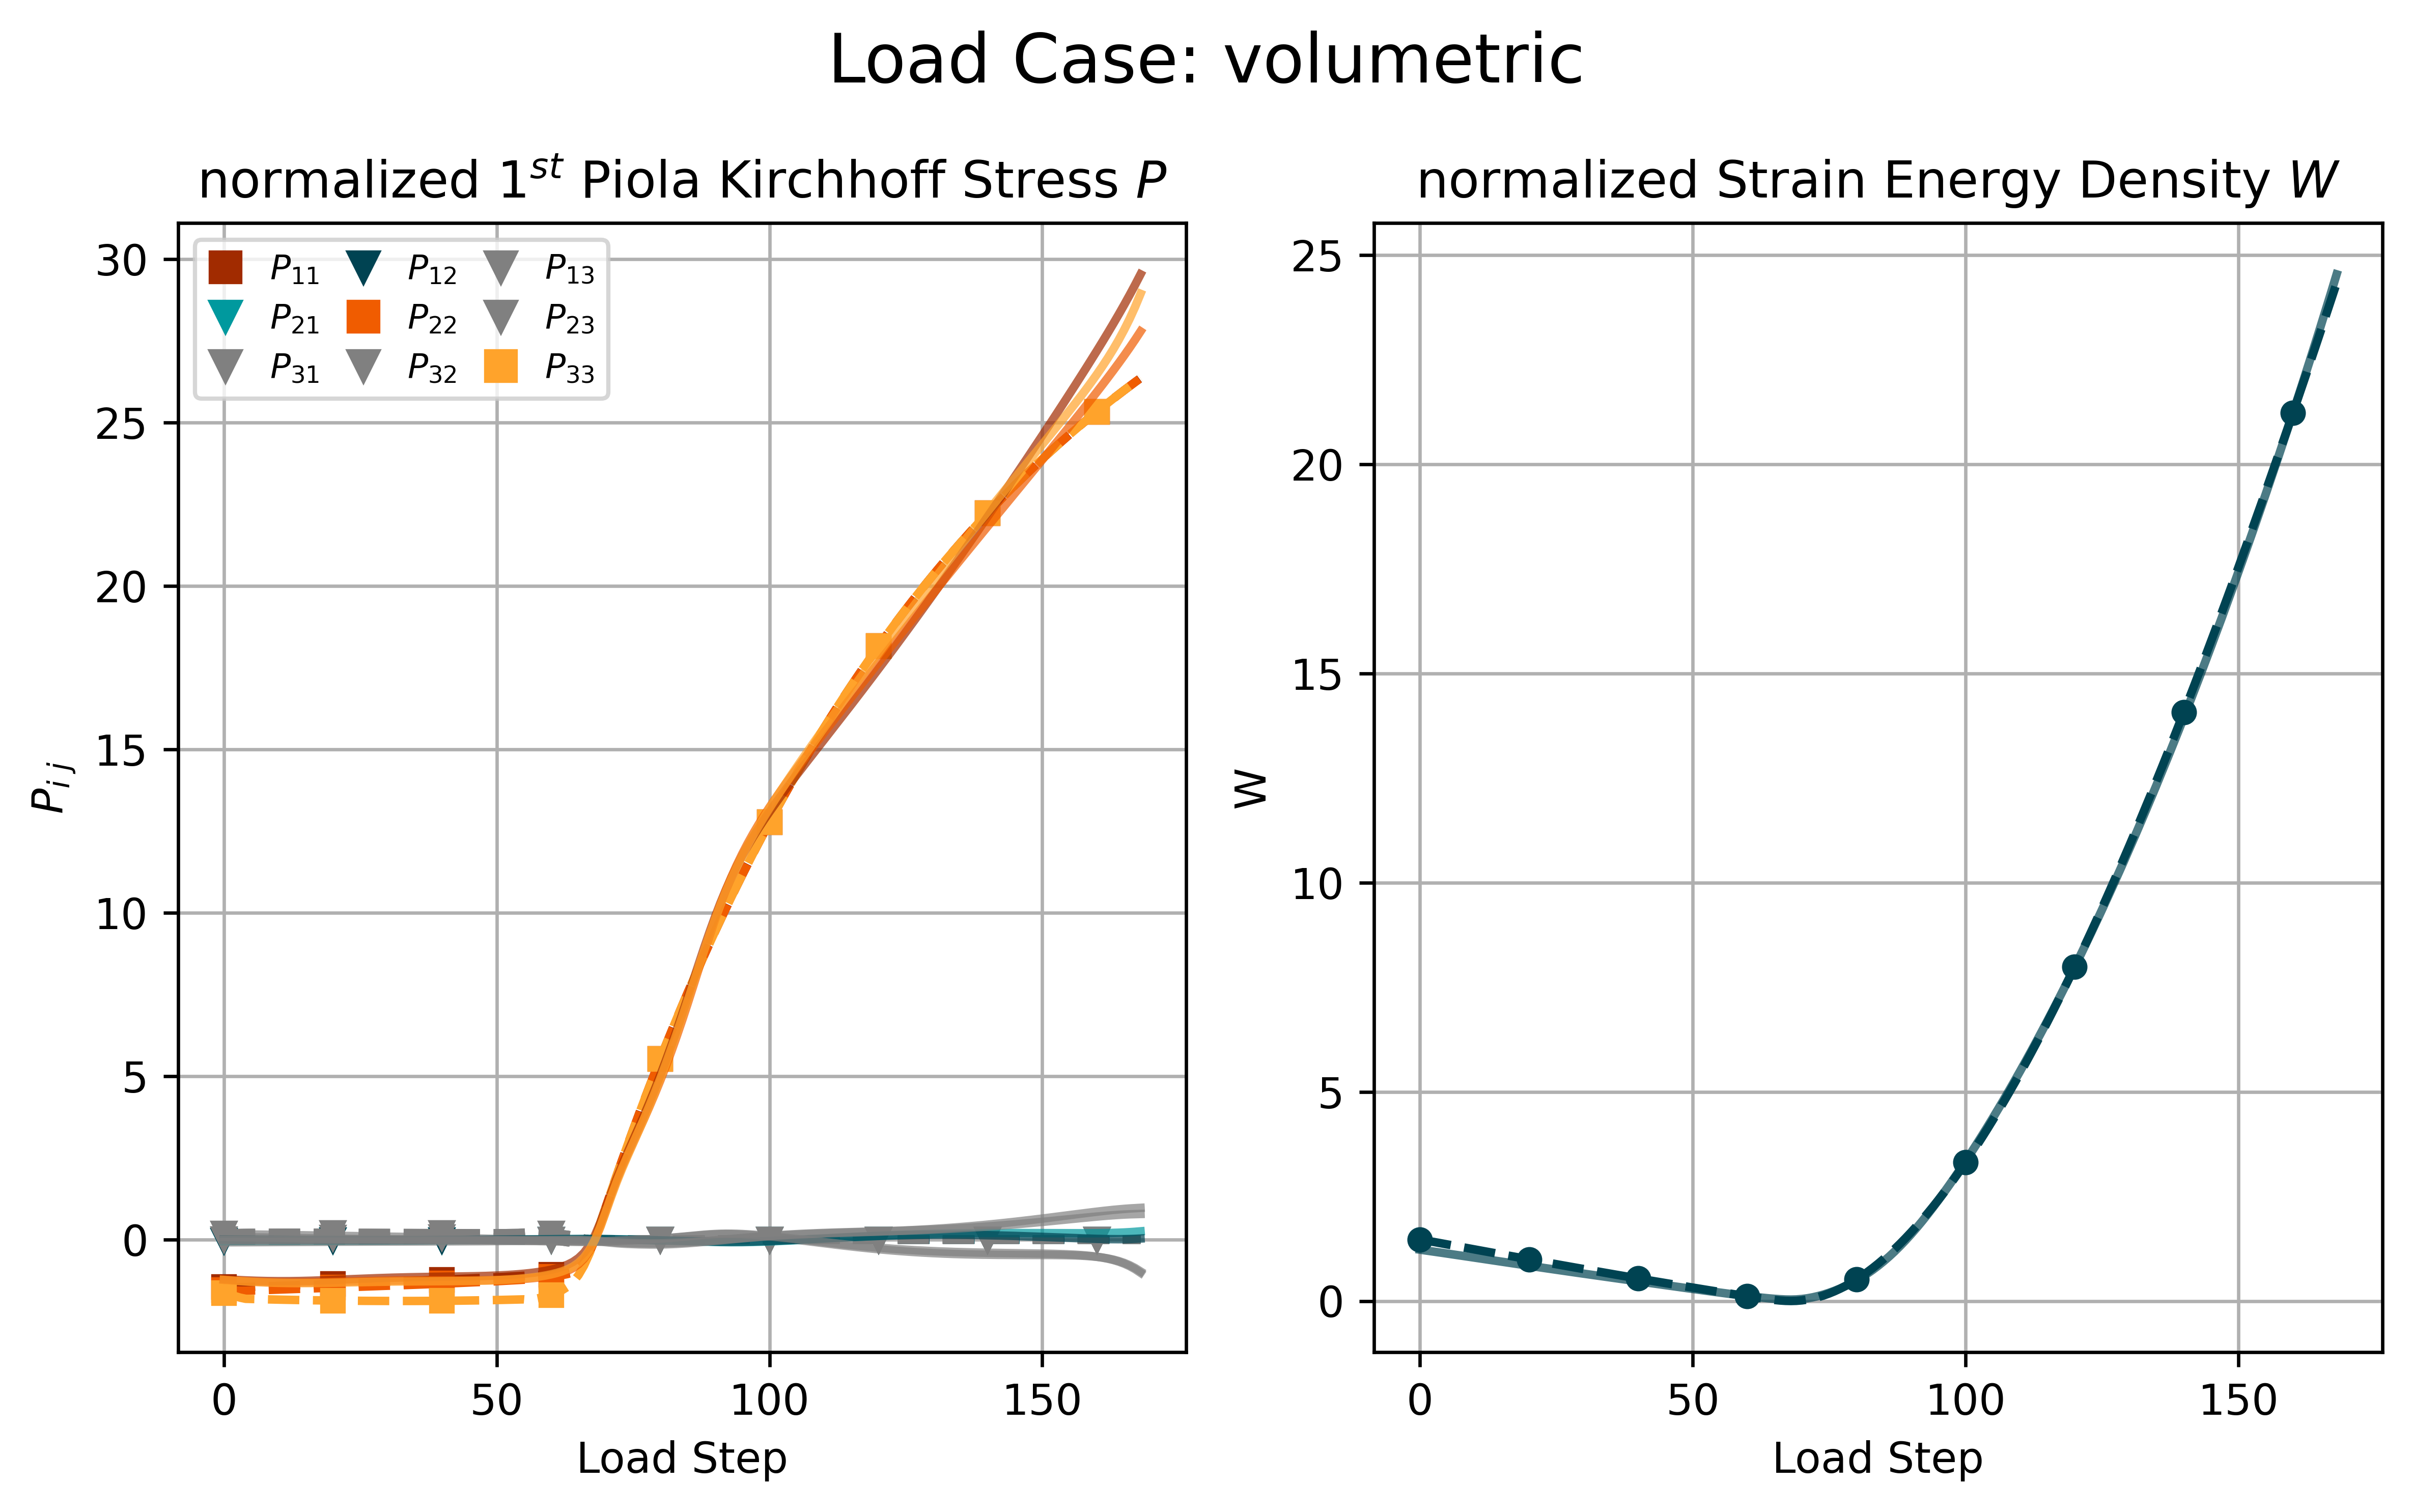 Load Case: volumetric
normalized 1st Piola Kirchhoff Stress P
P11 P12 P13
P21 P22 P23
P31 P32 P33
30
25
20
15
10
5
0
Pi j
0 50 100 150
Load Step
normalized Strain Energy Density W
25
20
15
10
5
0
W
0 50 100 150
Load Step